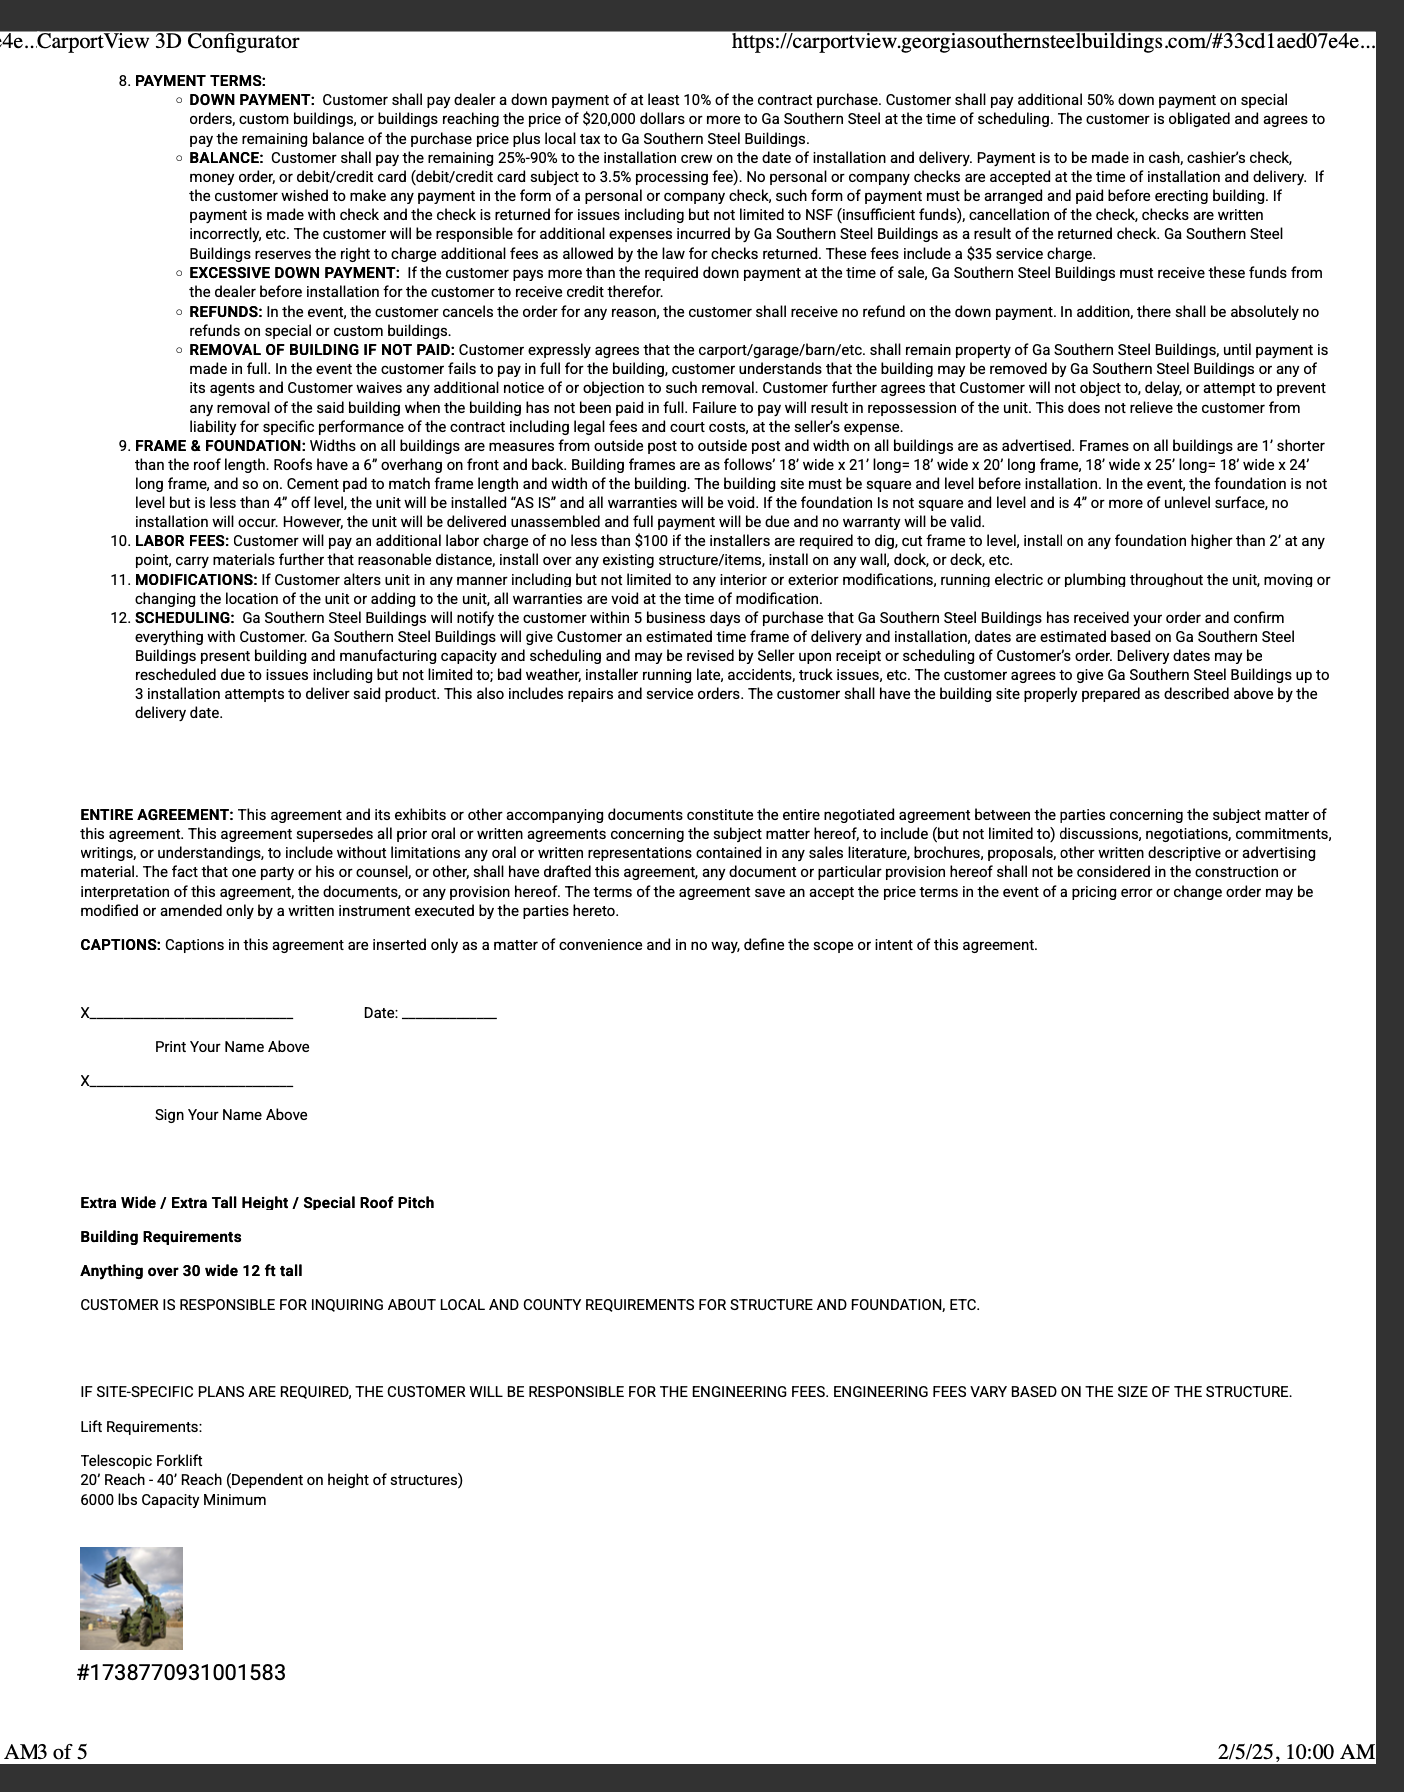 e4e...CarportView 3D Configurator
https://carportview.georgiasouthernsteelbuildings.com/#33cd1aed07e4e...
8. PAYMENT TERMS:
◦ DOWN PAYMENT: Customer shall pay dealer a down payment of at least 10% of the contract purchase. Customer shall pay additional 50% down payment on special
orders, custom buildings, or buildings reaching the price of $20,000 dollars or more to Ga Southern Steel at the time of scheduling. The customer is obligated and agrees to
pay the remaining balance of the purchase price plus local tax to Ga Southern Steel Buildings.
◦ BALANCE: Customer shall pay the remaining 25%-90% to the installation crew on the date of installation and delivery. Payment is to be made in cash, cashier’s check,
money order, or debit/credit card (debit/credit card subject to 3.5% processing fee). No personal or company checks are accepted at the time of installation and delivery. If
the customer wished to make any payment in the form of a personal or company check, such form of payment must be arranged and paid before erecting building. If
payment is made with check and the check is returned for issues including but not limited to NSF (insufficient funds), cancellation of the check, checks are written
incorrectly, etc. The customer will be responsible for additional expenses incurred by Ga Southern Steel Buildings as a result of the returned check. Ga Southern Steel
Buildings reserves the right to charge additional fees as allowed by the law for checks returned. These fees include a $35 service charge.
◦ EXCESSIVE DOWN PAYMENT: If the customer pays more than the required down payment at the time of sale, Ga Southern Steel Buildings must receive these funds from
the dealer before installation for the customer to receive credit therefor.
◦ REFUNDS: In the event, the customer cancels the order for any reason, the customer shall receive no refund on the down payment. In addition, there shall be absolutely no
refunds on special or custom buildings.
◦ REMOVAL OF BUILDING IF NOT PAID: Customer expressly agrees that the carport/garage/barn/etc. shall remain property of Ga Southern Steel Buildings, until payment is
made in full. In the event the customer fails to pay in full for the building, customer understands that the building may be removed by Ga Southern Steel Buildings or any of
its agents and Customer waives any additional notice of or objection to such removal. Customer further agrees that Customer will not object to, delay, or attempt to prevent
any removal of the said building when the building has not been paid in full. Failure to pay will result in repossession of the unit. This does not relieve the customer from
liability for specific performance of the contract including legal fees and court costs, at the seller’s expense.
9. FRAME & FOUNDATION: Widths on all buildings are measures from outside post to outside post and width on all buildings are as advertised. Frames on all buildings are 1’ shorter
than the roof length. Roofs have a 6” overhang on front and back. Building frames are as follows’ 18’ wide x 21’ long= 18’ wide x 20’ long frame, 18’ wide x 25’ long= 18’ wide x 24’
long frame, and so on. Cement pad to match frame length and width of the building. The building site must be square and level before installation. In the event, the foundation is not
level but is less than 4” off level, the unit will be installed “AS IS” and all warranties will be void. If the foundation Is not square and level and is 4” or more of unlevel surface, no
installation will occur. However, the unit will be delivered unassembled and full payment will be due and no warranty will be valid.
10. LABOR FEES: Customer will pay an additional labor charge of no less than $100 if the installers are required to dig, cut frame to level, install on any foundation higher than 2’ at any
point, carry materials further that reasonable distance, install over any existing structure/items, install on any wall, dock, or deck, etc.
11. MODIFICATIONS: If Customer alters unit in any manner including but not limited to any interior or exterior modifications, running electric or plumbing throughout the unit, moving or
changing the location of the unit or adding to the unit, all warranties are void at the time of modification.
12. SCHEDULING: Ga Southern Steel Buildings will notify the customer within 5 business days of purchase that Ga Southern Steel Buildings has received your order and confirm
everything with Customer. Ga Southern Steel Buildings will give Customer an estimated time frame of delivery and installation, dates are estimated based on Ga Southern Steel
Buildings present building and manufacturing capacity and scheduling and may be revised by Seller upon receipt or scheduling of Customer’s order. Delivery dates may be
rescheduled due to issues including but not limited to; bad weather, installer running late, accidents, truck issues, etc. The customer agrees to give Ga Southern Steel Buildings up to
3 installation attempts to deliver said product. This also includes repairs and service orders. The customer shall have the building site properly prepared as described above by the
delivery date.
ENTIRE AGREEMENT: This agreement and its exhibits or other accompanying documents constitute the entire negotiated agreement between the parties concerning the subject matter of
this agreement. This agreement supersedes all prior oral or written agreements concerning the subject matter hereof, to include (but not limited to) discussions, negotiations, commitments,
writings, or understandings, to include without limitations any oral or written representations contained in any sales literature, brochures, proposals, other written descriptive or advertising
material. The fact that one party or his or counsel, or other, shall have drafted this agreement, any document or particular provision hereof shall not be considered in the construction or
interpretation of this agreement, the documents, or any provision hereof. The terms of the agreement save an accept the price terms in the event of a pricing error or change order may be
modified or amended only by a written instrument executed by the parties hereto.
CAPTIONS: Captions in this agreement are inserted only as a matter of convenience and in no way, define the scope or intent of this agreement.
X___________________________ Date: _____________
Print Your Name Above
X___________________________
Sign Your Name Above
Extra Wide / Extra Tall Height / Special Roof Pitch
Building Requirements
Anything over 30 wide 12 ft tall
CUSTOMER IS RESPONSIBLE FOR INQUIRING ABOUT LOCAL AND COUNTY REQUIREMENTS FOR STRUCTURE AND FOUNDATION, ETC.
IF SITE-SPECIFIC PLANS ARE REQUIRED, THE CUSTOMER WILL BE RESPONSIBLE FOR THE ENGINEERING FEES. ENGINEERING FEES VARY BASED ON THE SIZE OF THE STRUCTURE.
Lift Requirements:
Telescopic Forklift
20’ Reach - 40’ Reach (Dependent on height of structures)
6000 lbs Capacity Minimum
#1738770931001583
AM3 of 5
2/5/25, 10:00 AM